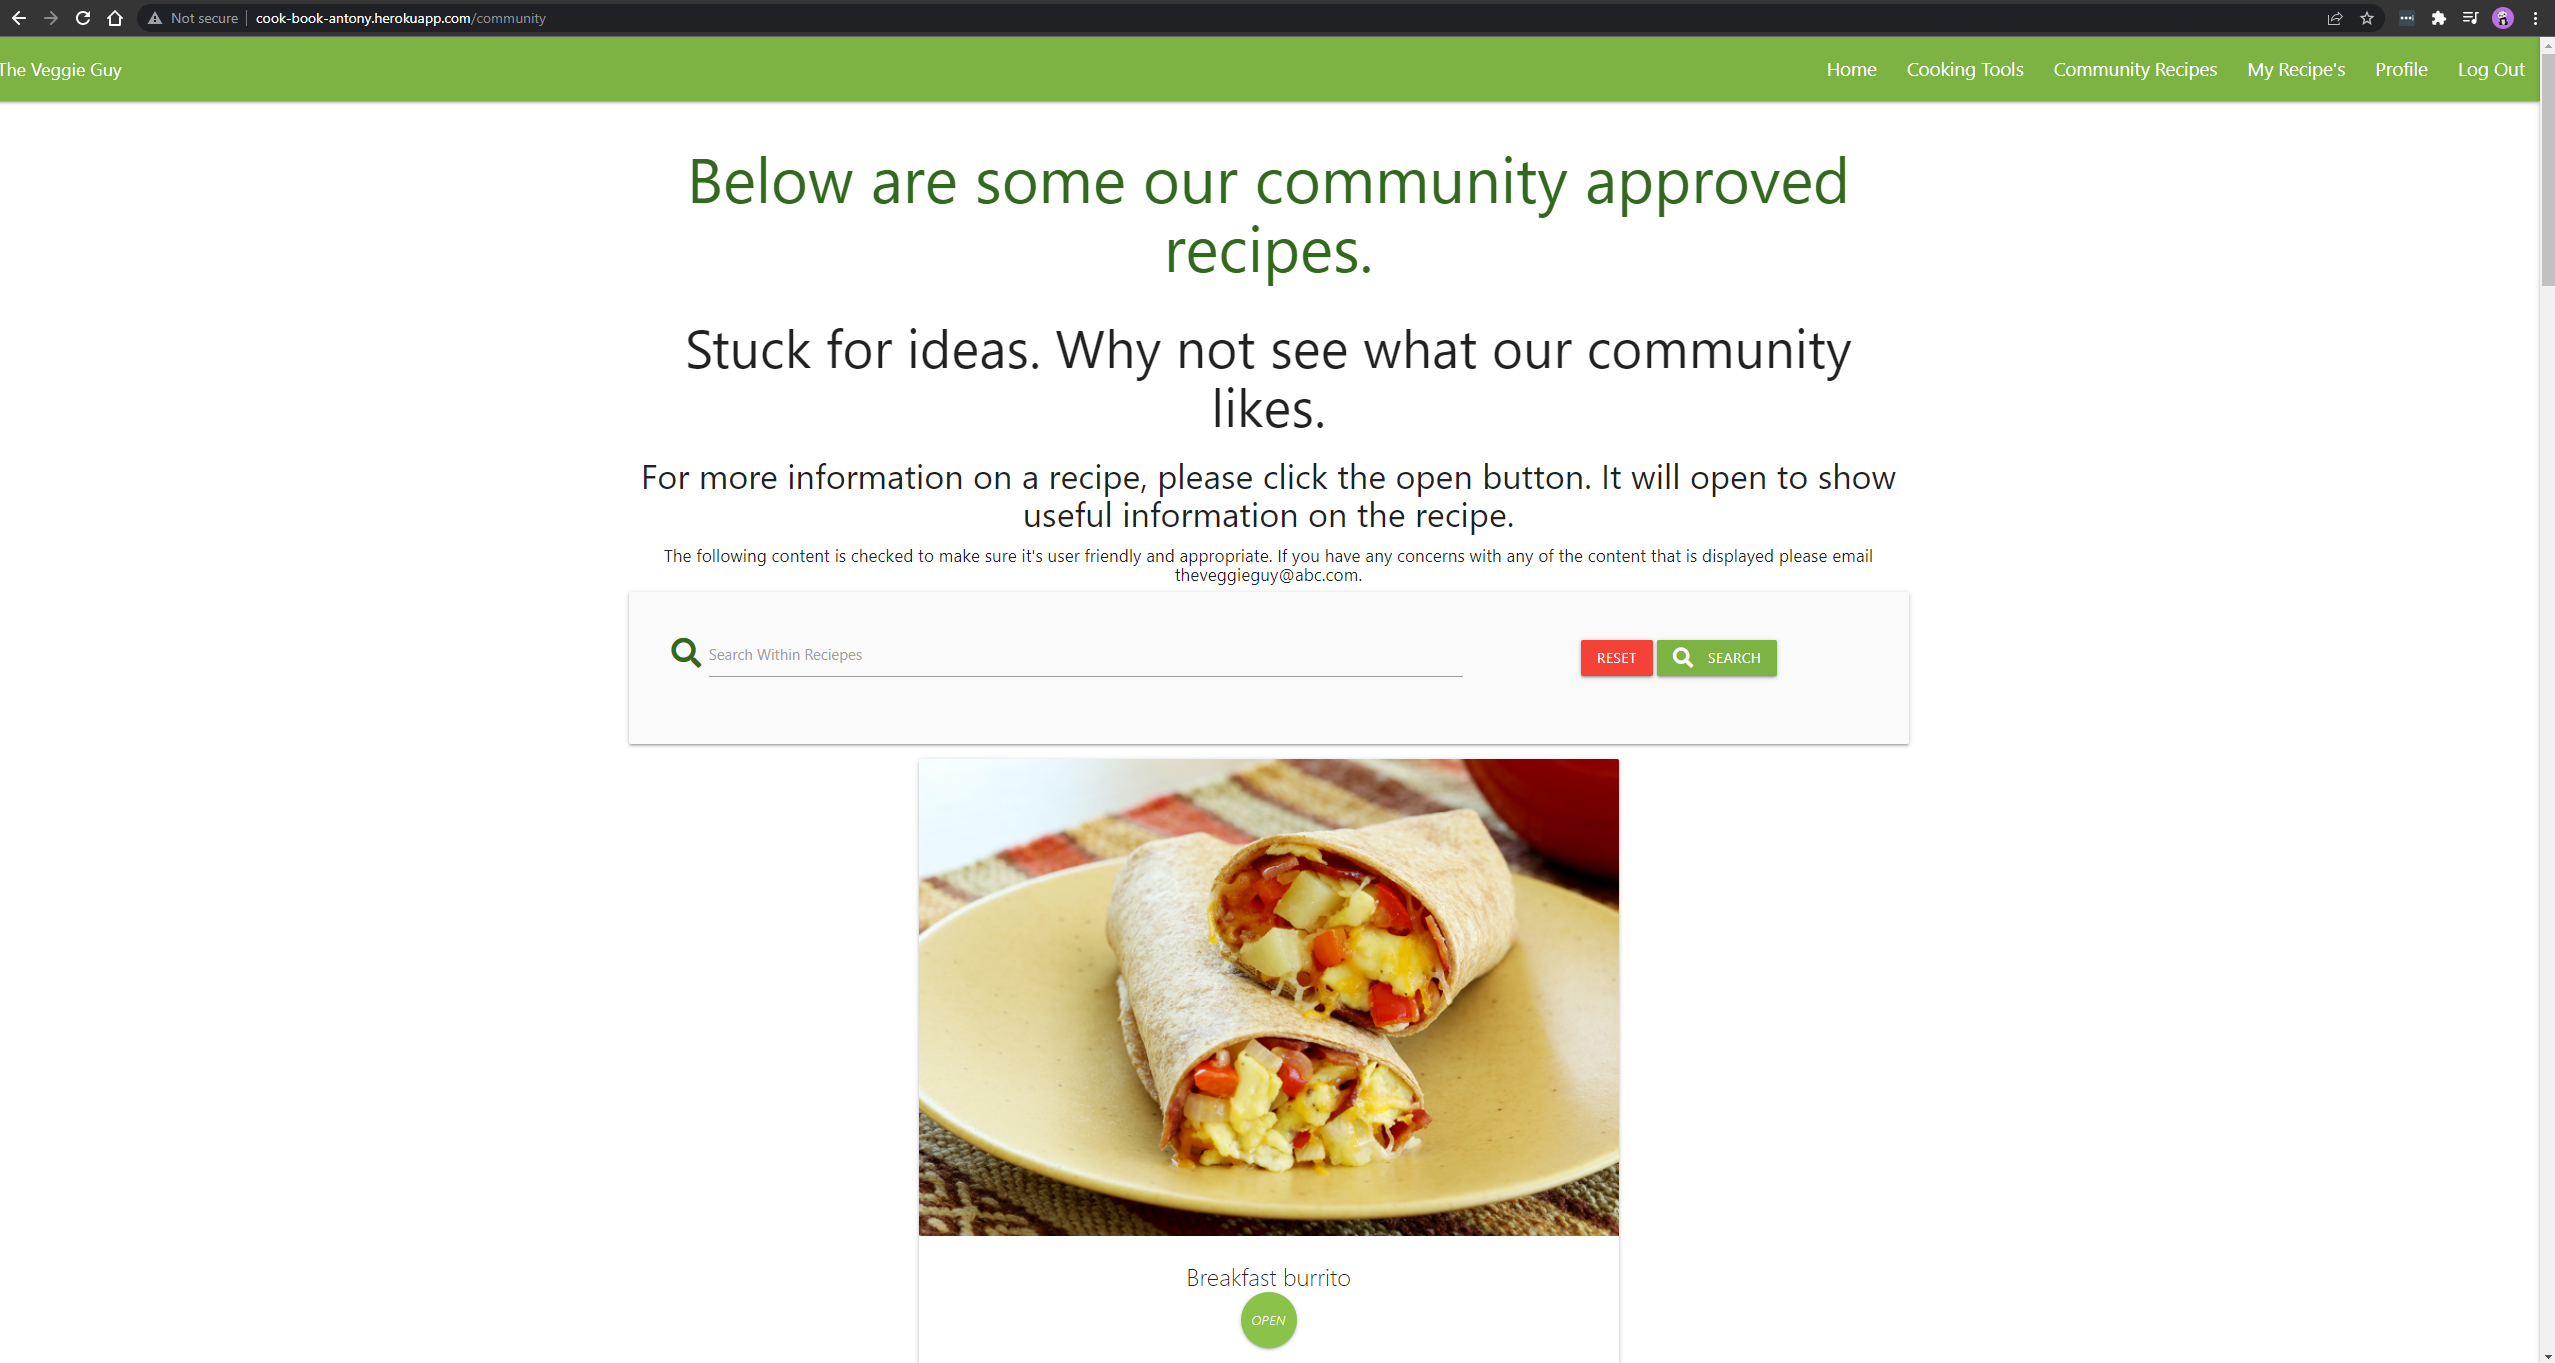 Not secure | cook-book-antony.herokuapp.com/community
The Veggie Guy
Home Cooking Tools Community Recipes My Recipe's Profile Log Out
Below are some our community approved
recipes.
Stuck for ideas. Why not see what our community
likes.
For more information on a recipe, please click the open button. It will open to show
useful information on the recipe.
The following content is checked to make sure it's user friendly and appropriate. If you have any concerns with any of the content that is displayed please email
theveggieguy@abc.com.
Search Within Reciepes
RESET SEARCH
Breakfast burrito
OPEN